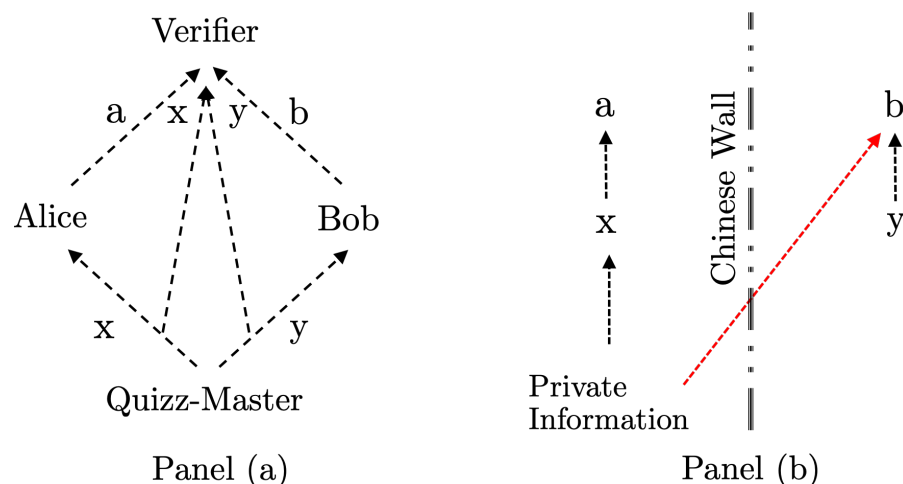 Verifier
a
x
y
b
Alice
Bob
x
y
Quizz-Master
Panel (a)
a
x
Chinese Wall
b
y
Private
Information
Panel (b)